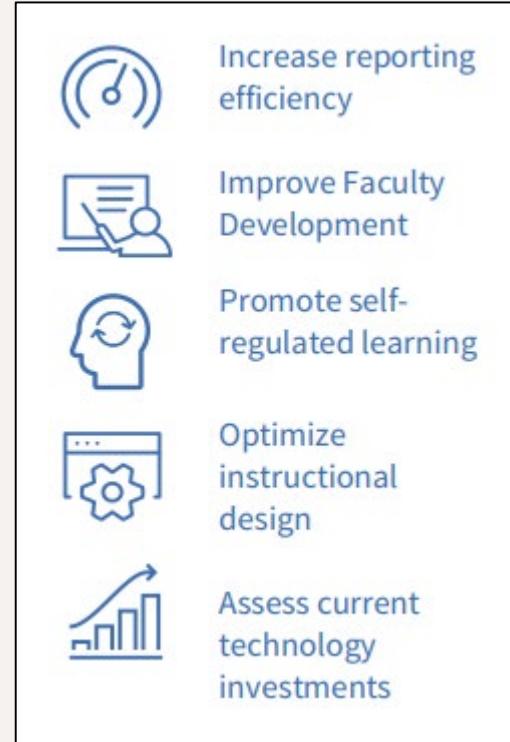 Increase reporting
efficiency
Improve Faculty
Development
Promote self-
regulated learning
Optimize
instructional
design
Assess current
technology
investments